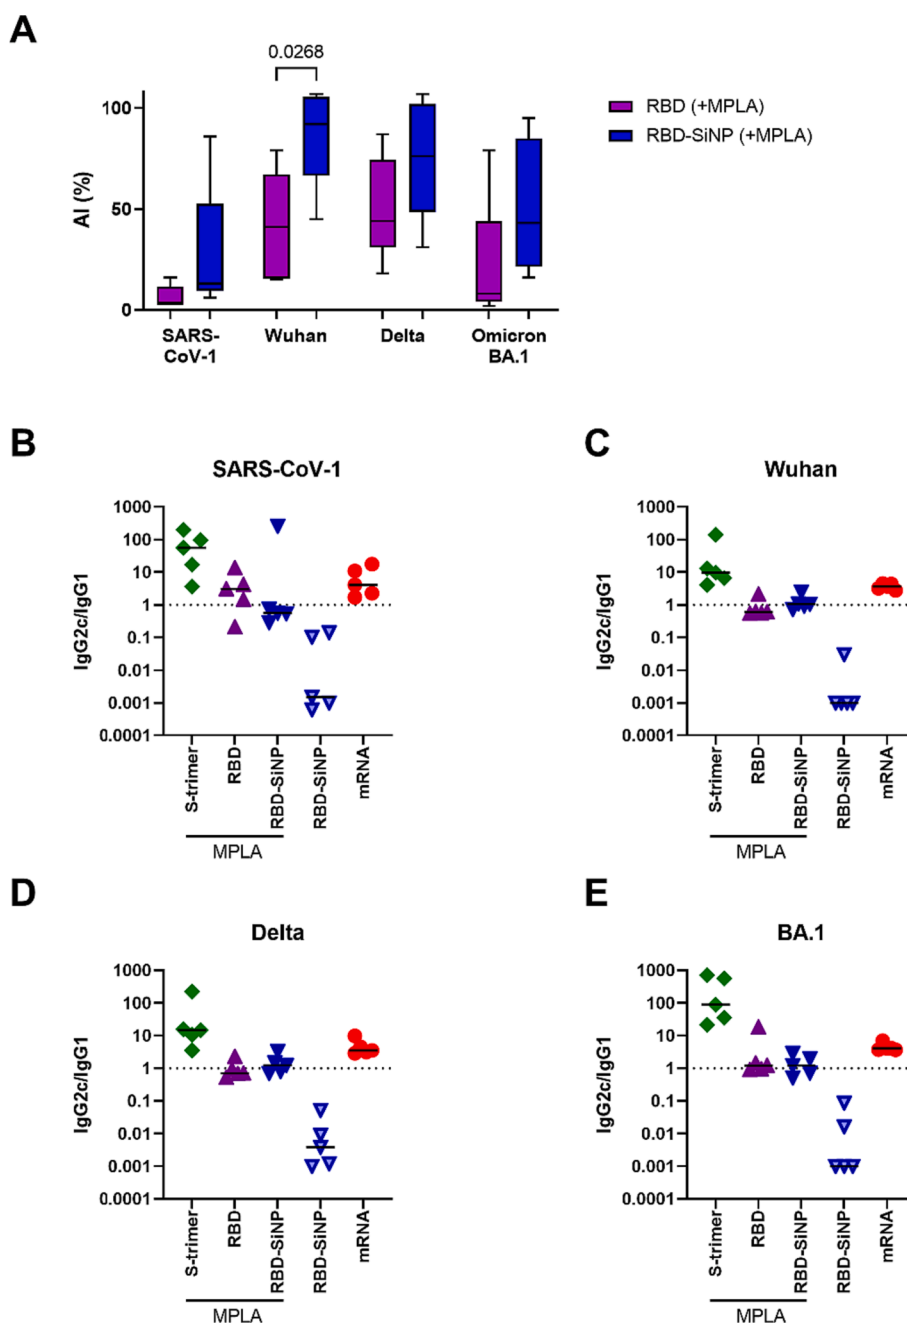 A
0.0268
RBD (+MPLA)
RBD-SiNP (+MPLA)
AI (%)
100
50
0
SARS-
CoV-1
Wuhan
Delta
Omicron
BA.1
B
SARS-CoV-1
IgG2c/IgG1
1000
100
10
1
0.1
0.01
0.001
0.0001
S-trimer
RBD
RBD-SiNP
RBD-SiNP
mRNA
MPLA
C
Wuhan
IgG2c/IgG1
1000
100
10
1
0.1
0.01
0.001
0.0001
S-trimer
RBD
RBD-SiNP
RBD-SiNP
mRNA
MPLA
D
Delta
IgG2c/IgG1
1000
100
10
1
0.1
0.01
0.001
0.0001
S-trimer
RBD
RBD-SiNP
RBD-SiNP
mRNA
MPLA
E
BA.1
IgG2c/IgG1
1000
100
10
1
0.1
0.01
0.001
0.0001
S-trimer
RBD
RBD-SiNP
RBD-SiNP
mRNA
MPLA